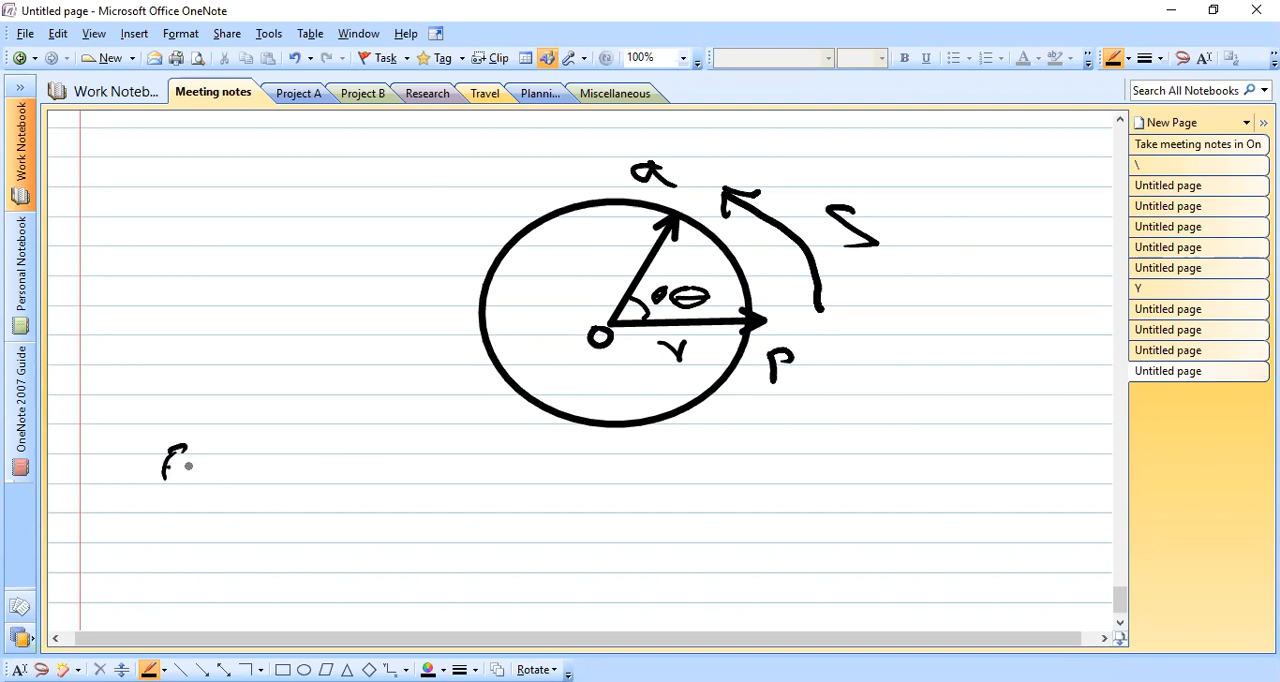 Untitled page - Microsoft Office OneNote
File Edit View Insert Format Share Tools Table Window Help
New Task Tag Clip 100% B U A ab A
Work Noteb... Meeting notes Project A Project B Research Travel Planni... Miscellaneous
Search All Notebooks
Work Notebook
Personal Notebook
OneNote 2007 Guide
New Page
Take meeting notes in On
\
Untitled page
Untitled page
Untitled page
Untitled page
Untitled page
Y
Untitled page
Untitled page
Untitled page
Untitled page
a
S
θ
O
r
P
A Rotate